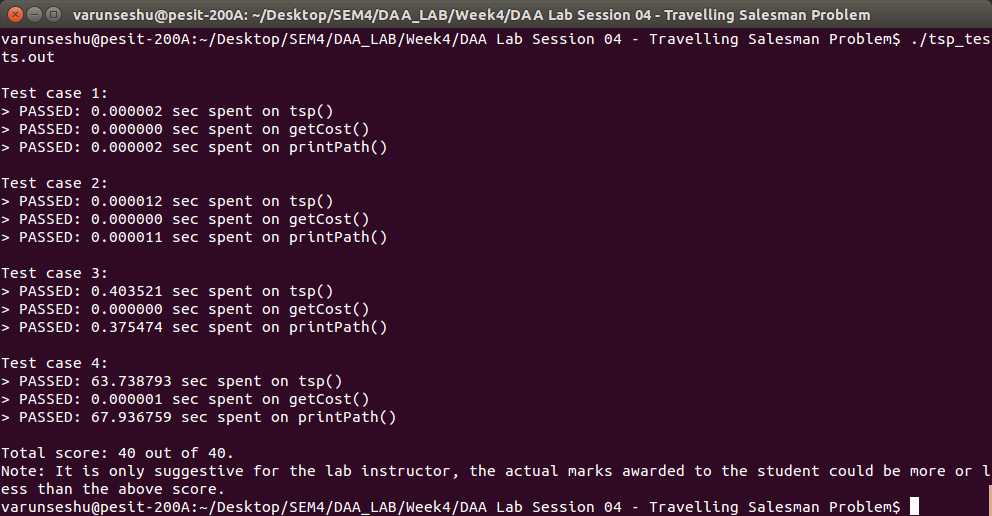 varunseshu@pesit-200A: ~/Desktop/SEM4/DAA_LAB/Week4/DAA Lab Session 04 - Travelling Salesman Problem
varunseshu@pesit-200A:~/Desktop/SEM4/DAA_LAB/Week4/DAA Lab Session 04 - Travelling Salesman Problem$ ./tsp_tes
ts.out
Test case 1:
> PASSED: 0.000002 sec spent on tsp()
> PASSED: 0.000000 sec spent on getCost()
> PASSED: 0.000002 sec spent on printPath()
Test case 2:
> PASSED: 0.000012 sec spent on tsp()
> PASSED: 0.000000 sec spent on getCost()
> PASSED: 0.000011 sec spent on printPath()
Test case 3:
> PASSED: 0.403521 sec spent on tsp()
> PASSED: 0.000000 sec spent on getCost()
> PASSED: 0.375474 sec spent on printPath()
Test case 4:
> PASSED: 63.738793 sec spent on tsp()
> PASSED: 0.000001 sec spent on getCost()
> PASSED: 67.936759 sec spent on printPath()
Total score: 40 out of 40.
Note: It is only suggestive for the lab instructor, the actual marks awarded to the student could be more or l
ess than the above score.
varunseshu@pesit-200A:~/Desktop/SEM4/DAA_LAB/Week4/DAA Lab Session 04 - Travelling Salesman Problem$